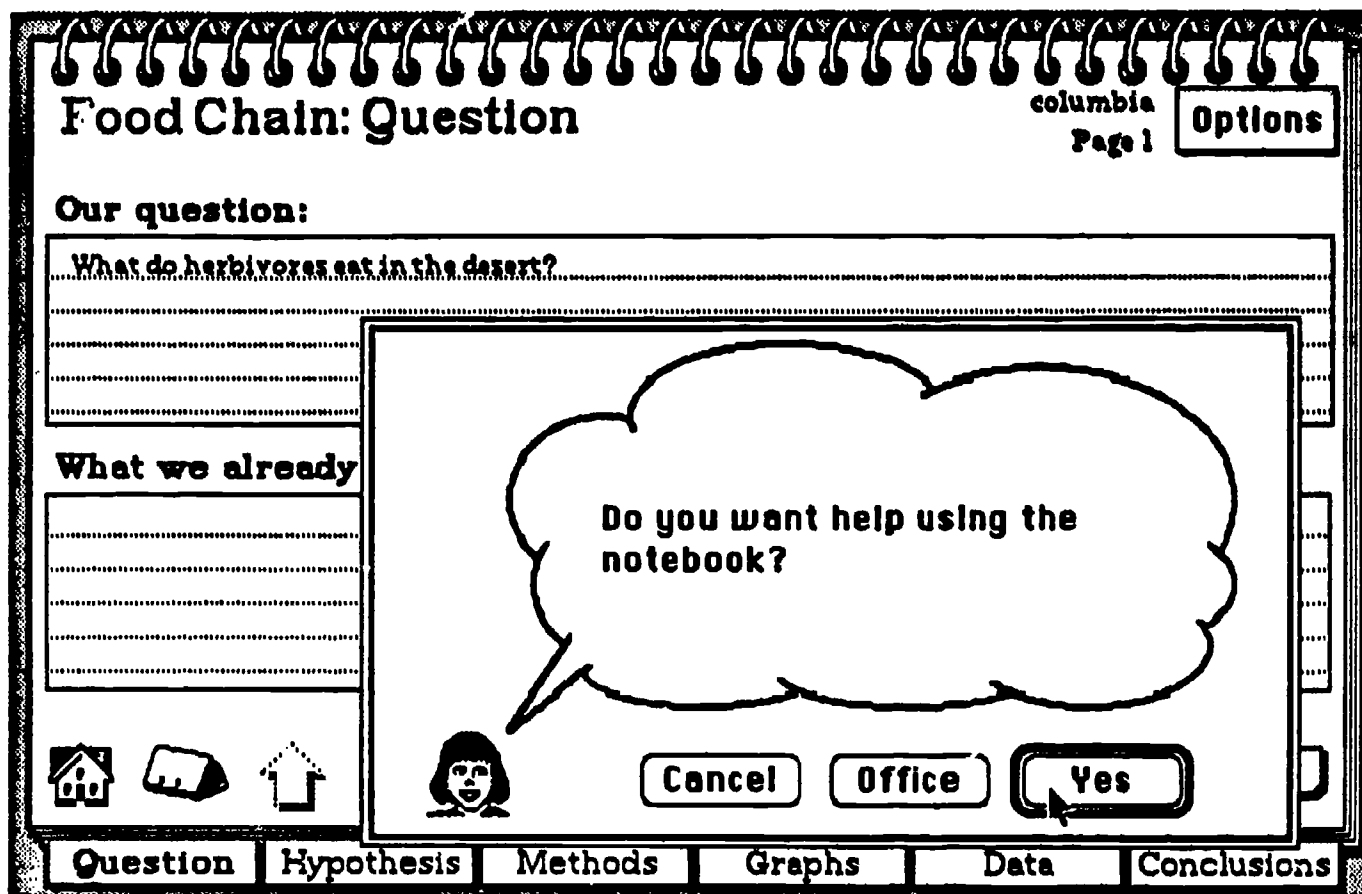 Food Chain: Question
columbia
Page 1
Options
Our question:
What do herbivores eat in the desert?
What we already
Do you want help using the
notebook?
Cancel
Office
Yes
Question
Hypothesis
Methods
Graphs
Data
Conclusions